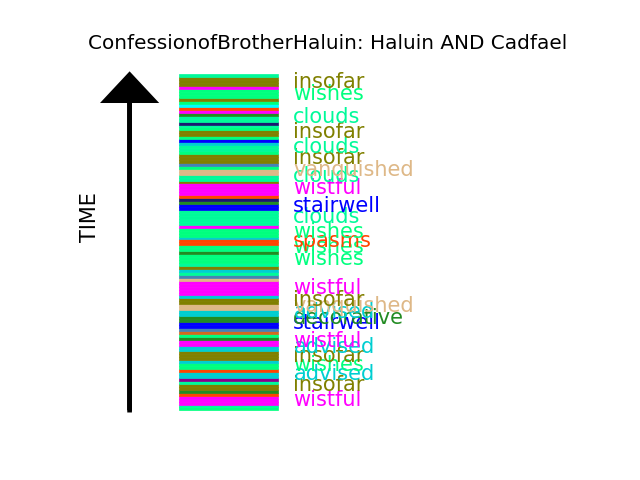 ConfessionofBrotherHaluin: Haluin AND Cadfael
TIME
insofar
wishes
clouds
insofar
clouds
insofar
vanquished
clouds
wistful
stairwell
clouds
wishes
spasms
wishes
wishes
wistful
insofar
vanquished
advised
decorative
stairwell
wistful
advised
insofar
wishes
advised
insofar
wistful